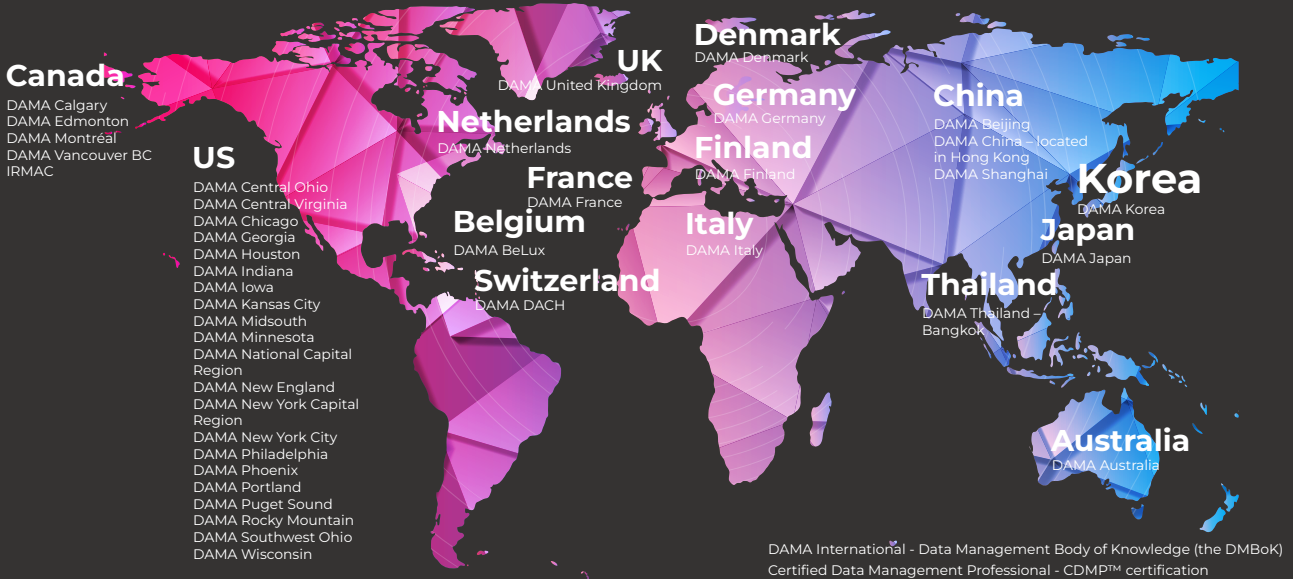 Canada
DAMA Calgary
DAMA Edmonton
DAMA Montréal
DAMA Vancouver BC
IRMAC
US
DAMA Central Ohio
DAMA Central Virginia
DAMA Chicago
DAMA Georgia
DAMA Houston
DAMA Indiana
DAMA Iowa
DAMA Kansas City
DAMA Midsouth
DAMA Minnesota
DAMA National Capital
Region
DAMA New England
DAMA New York Capital
Region
DAMA New York City
DAMA Philadelphia
DAMA Phoenix
DAMA Portland
DAMA Puget Sound
DAMA Rocky Mountain
DAMA Southwest Ohio
DAMA Wisconsin
UK
DAMA United Kingdom
Netherlands
DAMA Netherlands
France
DAMA France
Belgium
DAMA BeLux
Switzerland
DAMA DACH
Denmark
DAMA Denmark
Germany
DAMA Germany
Finland
DAMA Finland
Italy
DAMA Italy
China
DAMA Beijing
DAMA China – located
in Hong Kong
DAMA Shanghai
Korea
DAMA Korea
Japan
DAMA Japan
Thailand
DAMA Thailand –
Bangkok
Australia
DAMA Australia
DAMA International - Data Management Body of Knowledge (the DMBoK)
Certified Data Management Professional - CDMP™ certification